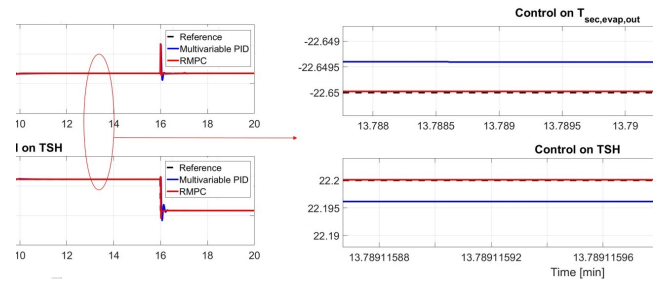 Reference
Multivariable PID
RMPC
10 12 14 16 18 20
l on TSH
Reference
Multivariable PID
RMPC
10 12 14 16 18 20
Control on Tsec,evap,out
-22.649
-22.6495
-22.65
13.788 13.7885 13.789 13.7895 13.79
Control on TSH
22.2
22.195
22.19
13.78911588 13.78911592 13.78911596
Time [min]